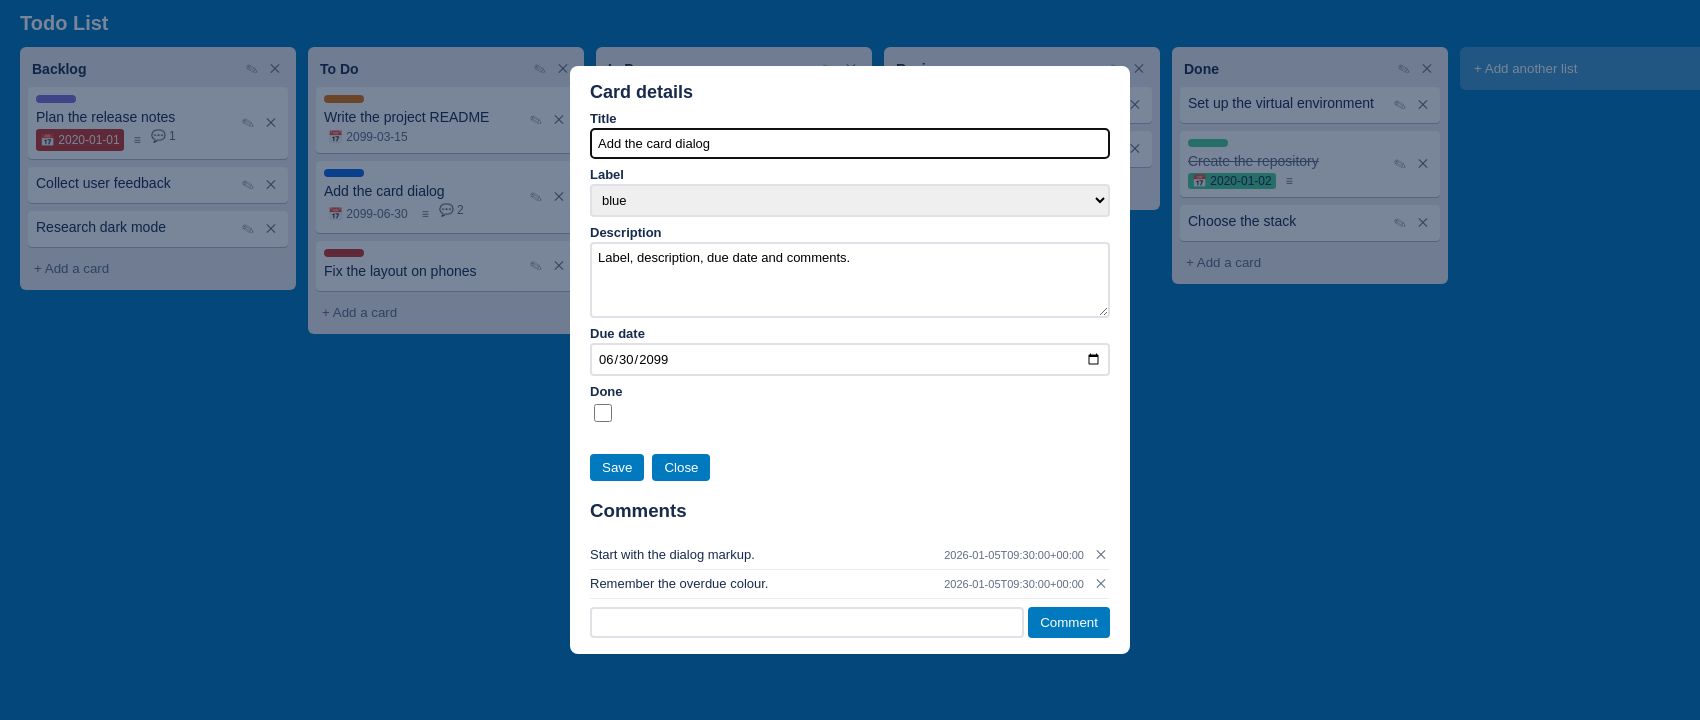 Todo List
Backlog
Plan the release notes
2020-01-01 1
Collect user feedback
Research dark mode
+ Add a card
To Do
Write the project README
2099-03-15
Add the card dialog
2099-06-30 2
Fix the layout on phones
+ Add a card
Card details
Title
Add the card dialog
Label
blue
Description
Label, description, due date and comments.
Due date
06/30/2099
Done
Save Close
Comments
Start with the dialog markup. 2026-01-05T09:30:00+00:00
Remember the overdue colour. 2026-01-05T09:30:00+00:00
Comment
Done
Set up the virtual environment
Create the repository
2020-01-02
Choose the stack
+ Add a card
+ Add another list